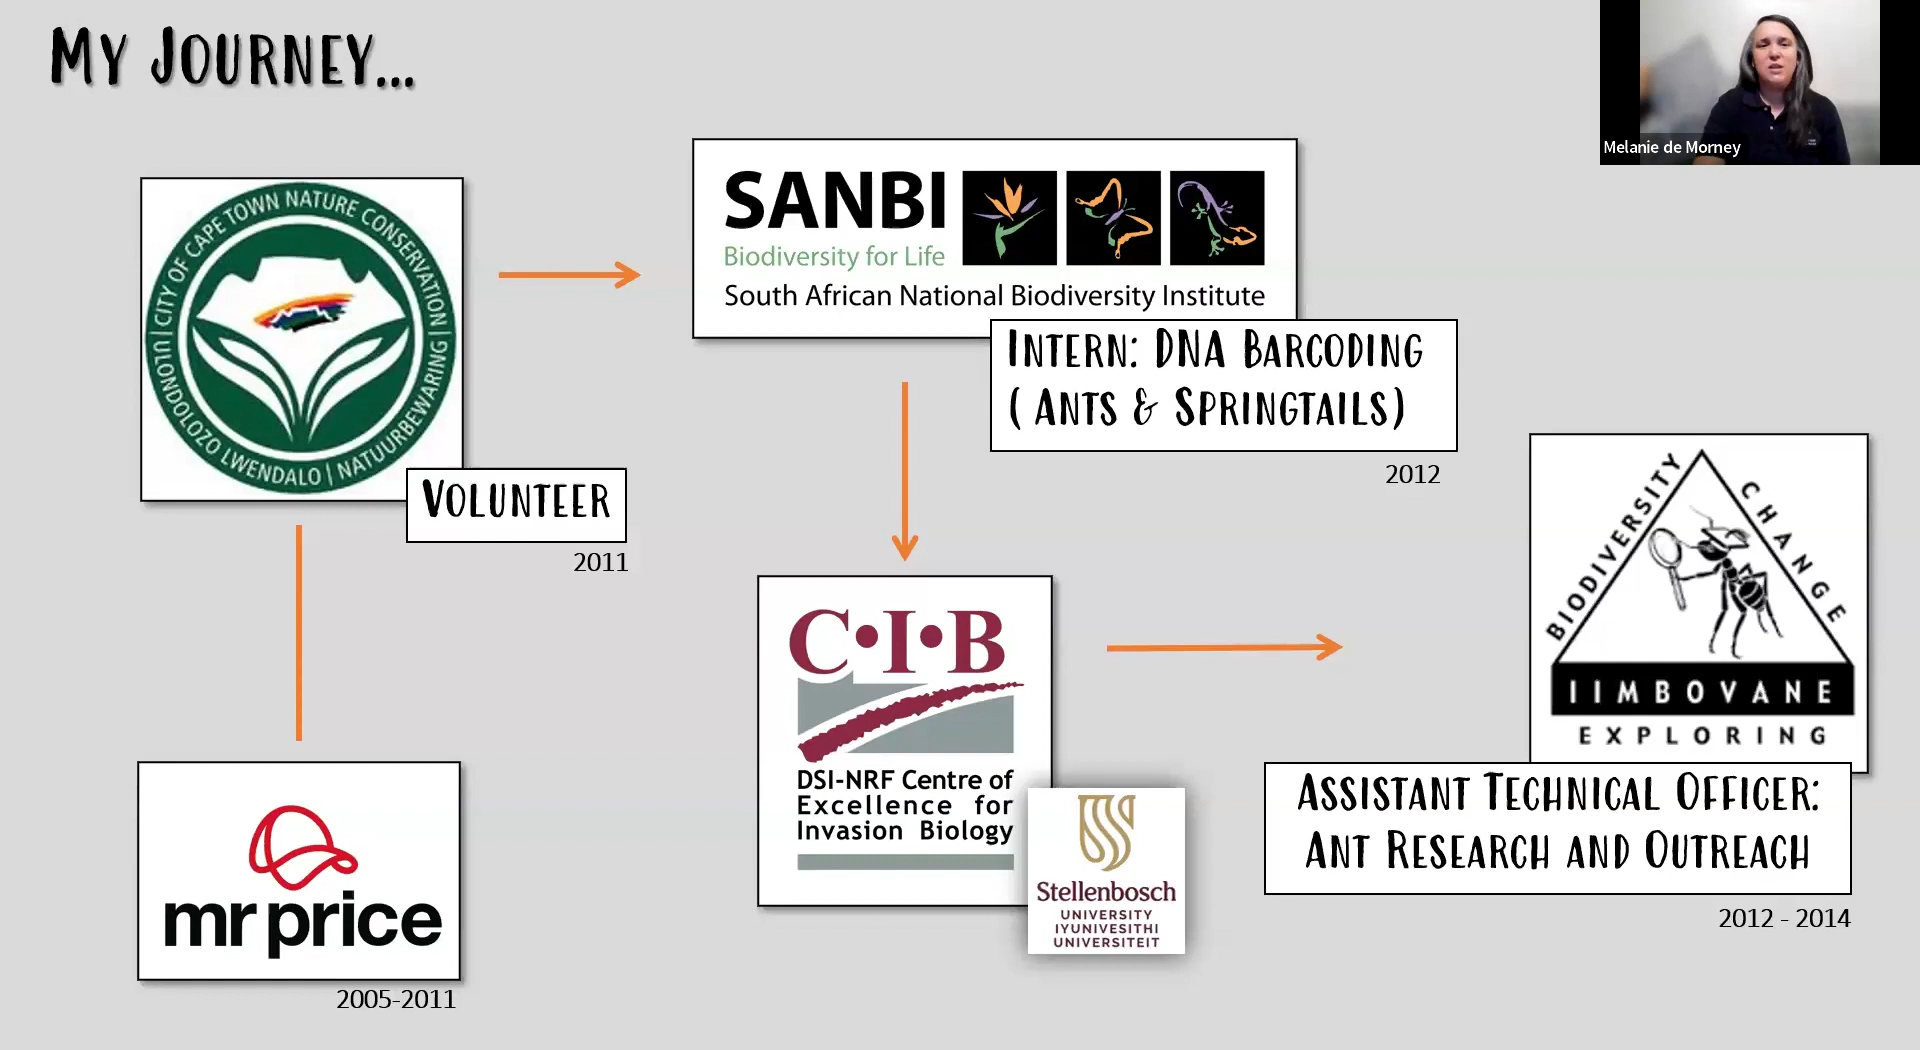 MY JOURNEY...
Melanie de Morney
CITY OF CAPE TOWN NATURE CONSERVATION | ULONDOLOZO LWENDALO | NATUURBEWARING |
VOLUNTEER
2011
SANBI
Biodiversity for Life
South African National Biodiversity Institute
INTERN: DNA BARCODING
( ANTS & SPRINGTAILS)
2012
mr price
2005-2011
C•I•B
DSI-NRF Centre of
Excellence for
Invasion Biology
Stellenbosch
UNIVERSITY
IYUNIVESITHI
UNIVERSITEIT
BIODIVERSITY
CHANGE
IIMBOVANE
EXPLORING
ASSISTANT TECHNICAL OFFICER:
ANT RESEARCH AND OUTREACH
2012 - 2014